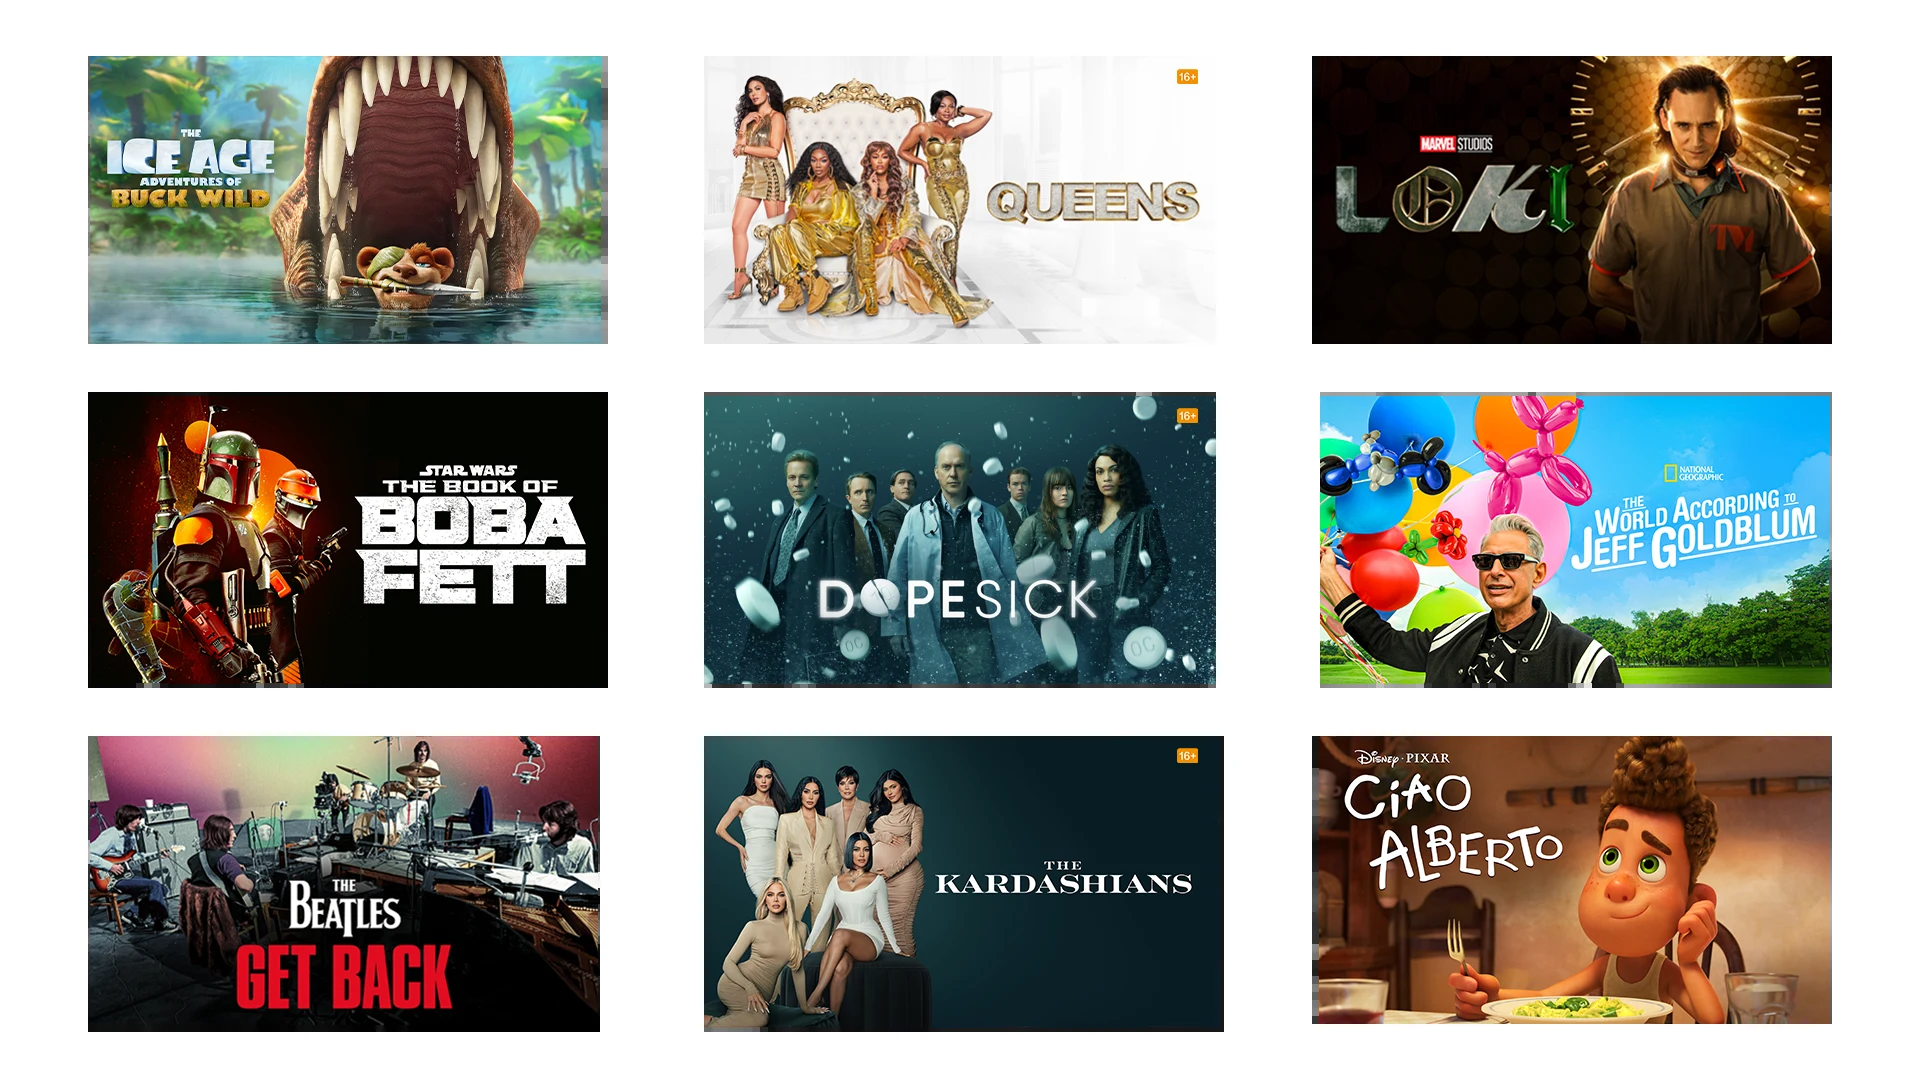 THE
ICE AGE
ADVENTURES OF
BUCK WILD
16+
QUEENS
MARVEL STUDIOS
LOKI
TVA
STAR WARS
THE BOOK OF
BOBA
FETT
16+
DOPESICK
OC
OC
NATIONAL
GEOGRAPHIC
THE
WORLD ACCORDING TO
JEFF GOLDBLUM
THE
BEATLES
GET BACK
16+
THE
KARDASHIANS
Disney · PIXAR
CiAO
ALBERTO